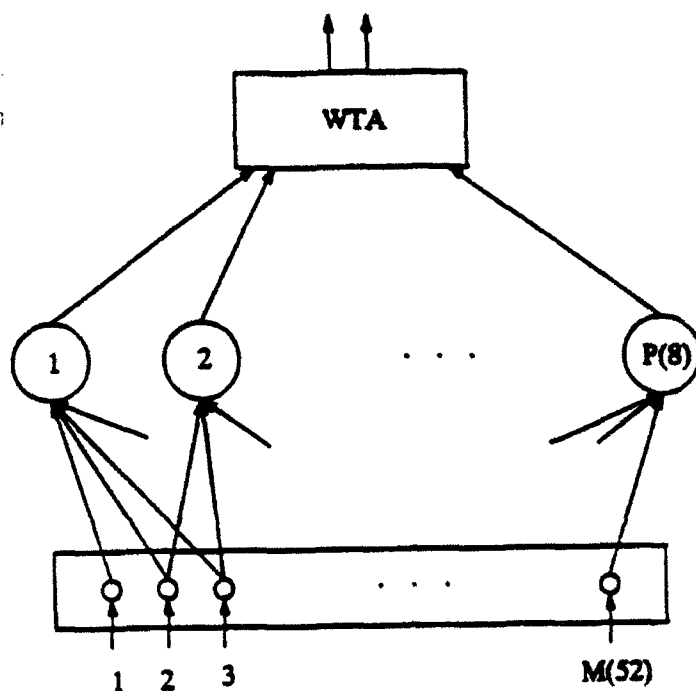 WTA
1 2 . . . P(8)
. . .
1 2 3 M(52)